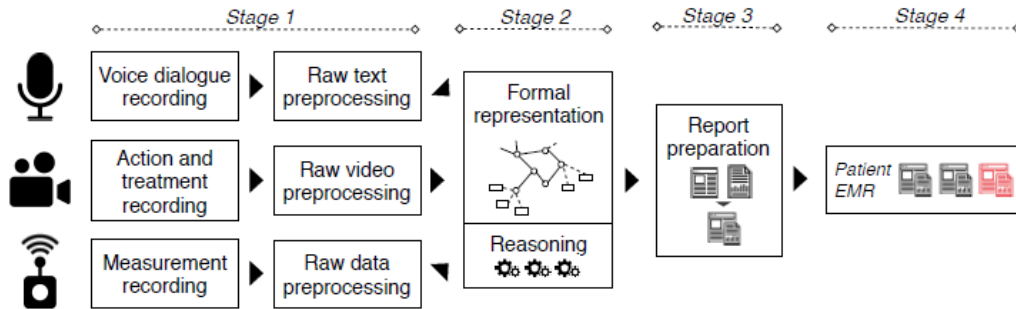 Stage 1
Stage 2
Stage 3
Stage 4
Voice dialogue
recording
Raw text
preprocessing
Action and
treatment
recording
Raw video
preprocessing
Measurement
recording
Raw data
preprocessing
Formal
representation
Reasoning
Report
preparation
Patient
EMR